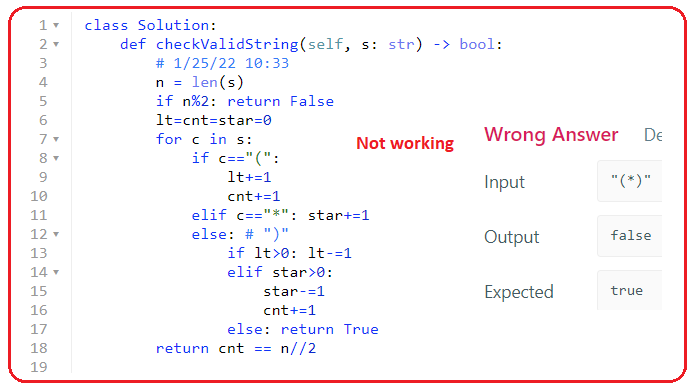 1 class Solution:
2     def checkValidString(self, s: str) -> bool:
3         # 1/25/22 10:33
4         n = len(s)
5         if n%2: return False
6         lt=cnt=star=0
7         for c in s:
8             if c=="(":
9                 lt+=1
10                 cnt+=1
11             elif c=="*": star+=1
12             else: # ")"
13                 if lt>0: lt-=1
14                 elif star>0:
15                     star-=1
16                     cnt+=1
17                 else: return True
18         return cnt == n//2
19
Not working
Wrong Answer De
Input "(*)"
Output false
Expected true